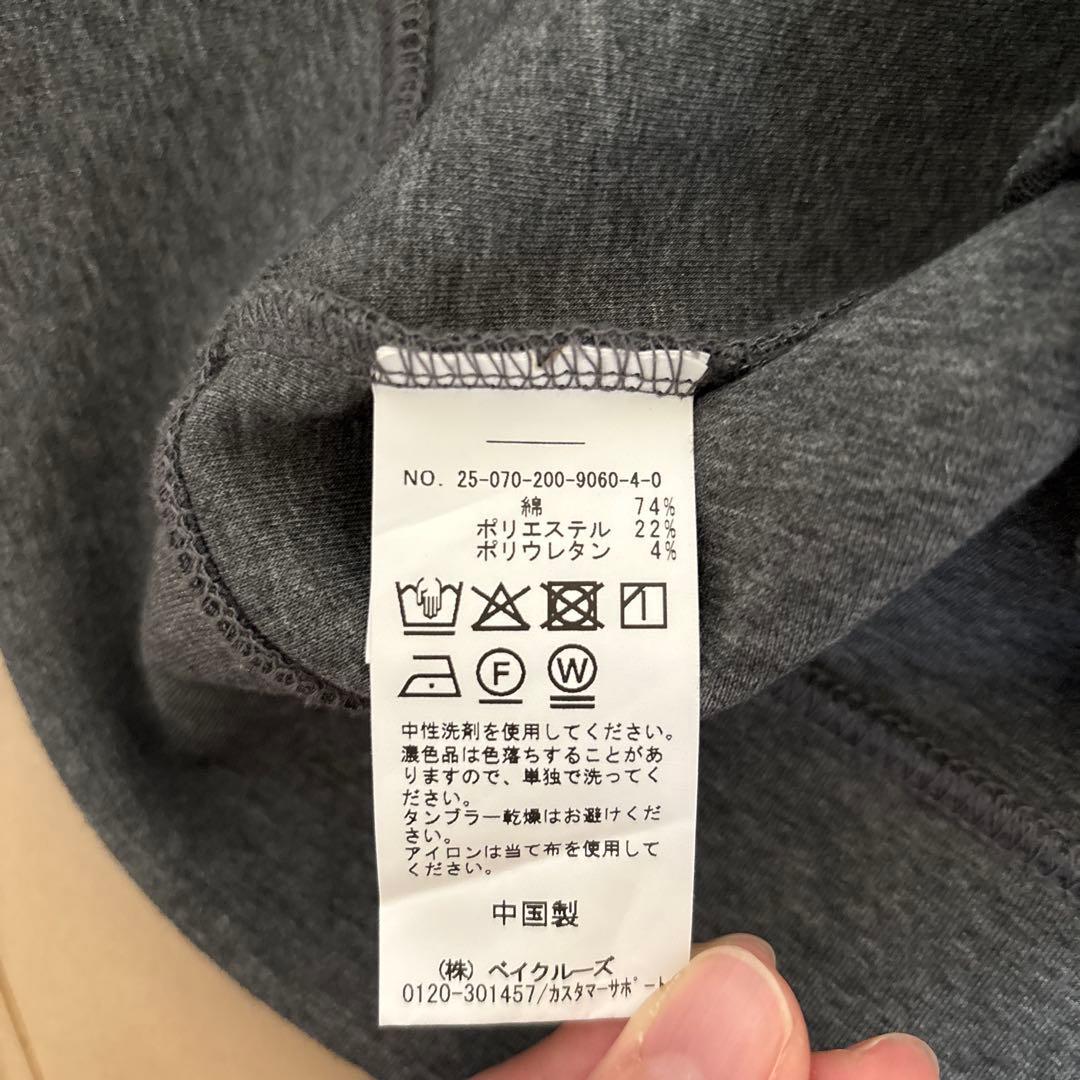 NO. 25-070-200-9060-4-0
綿 74%
ポリエステル 22%
ポリウレタン 4%
F W
中性洗剤を使用してください。
濃色品は色落ちすることがあ
りますので、単独で洗ってく
ださい。
タンブラー乾燥はお避けくだ
さい。
アイロンは当て布を使用して
ください。
中国製
(株) ベイクルーズ
0120-301457/カスタマーサポート